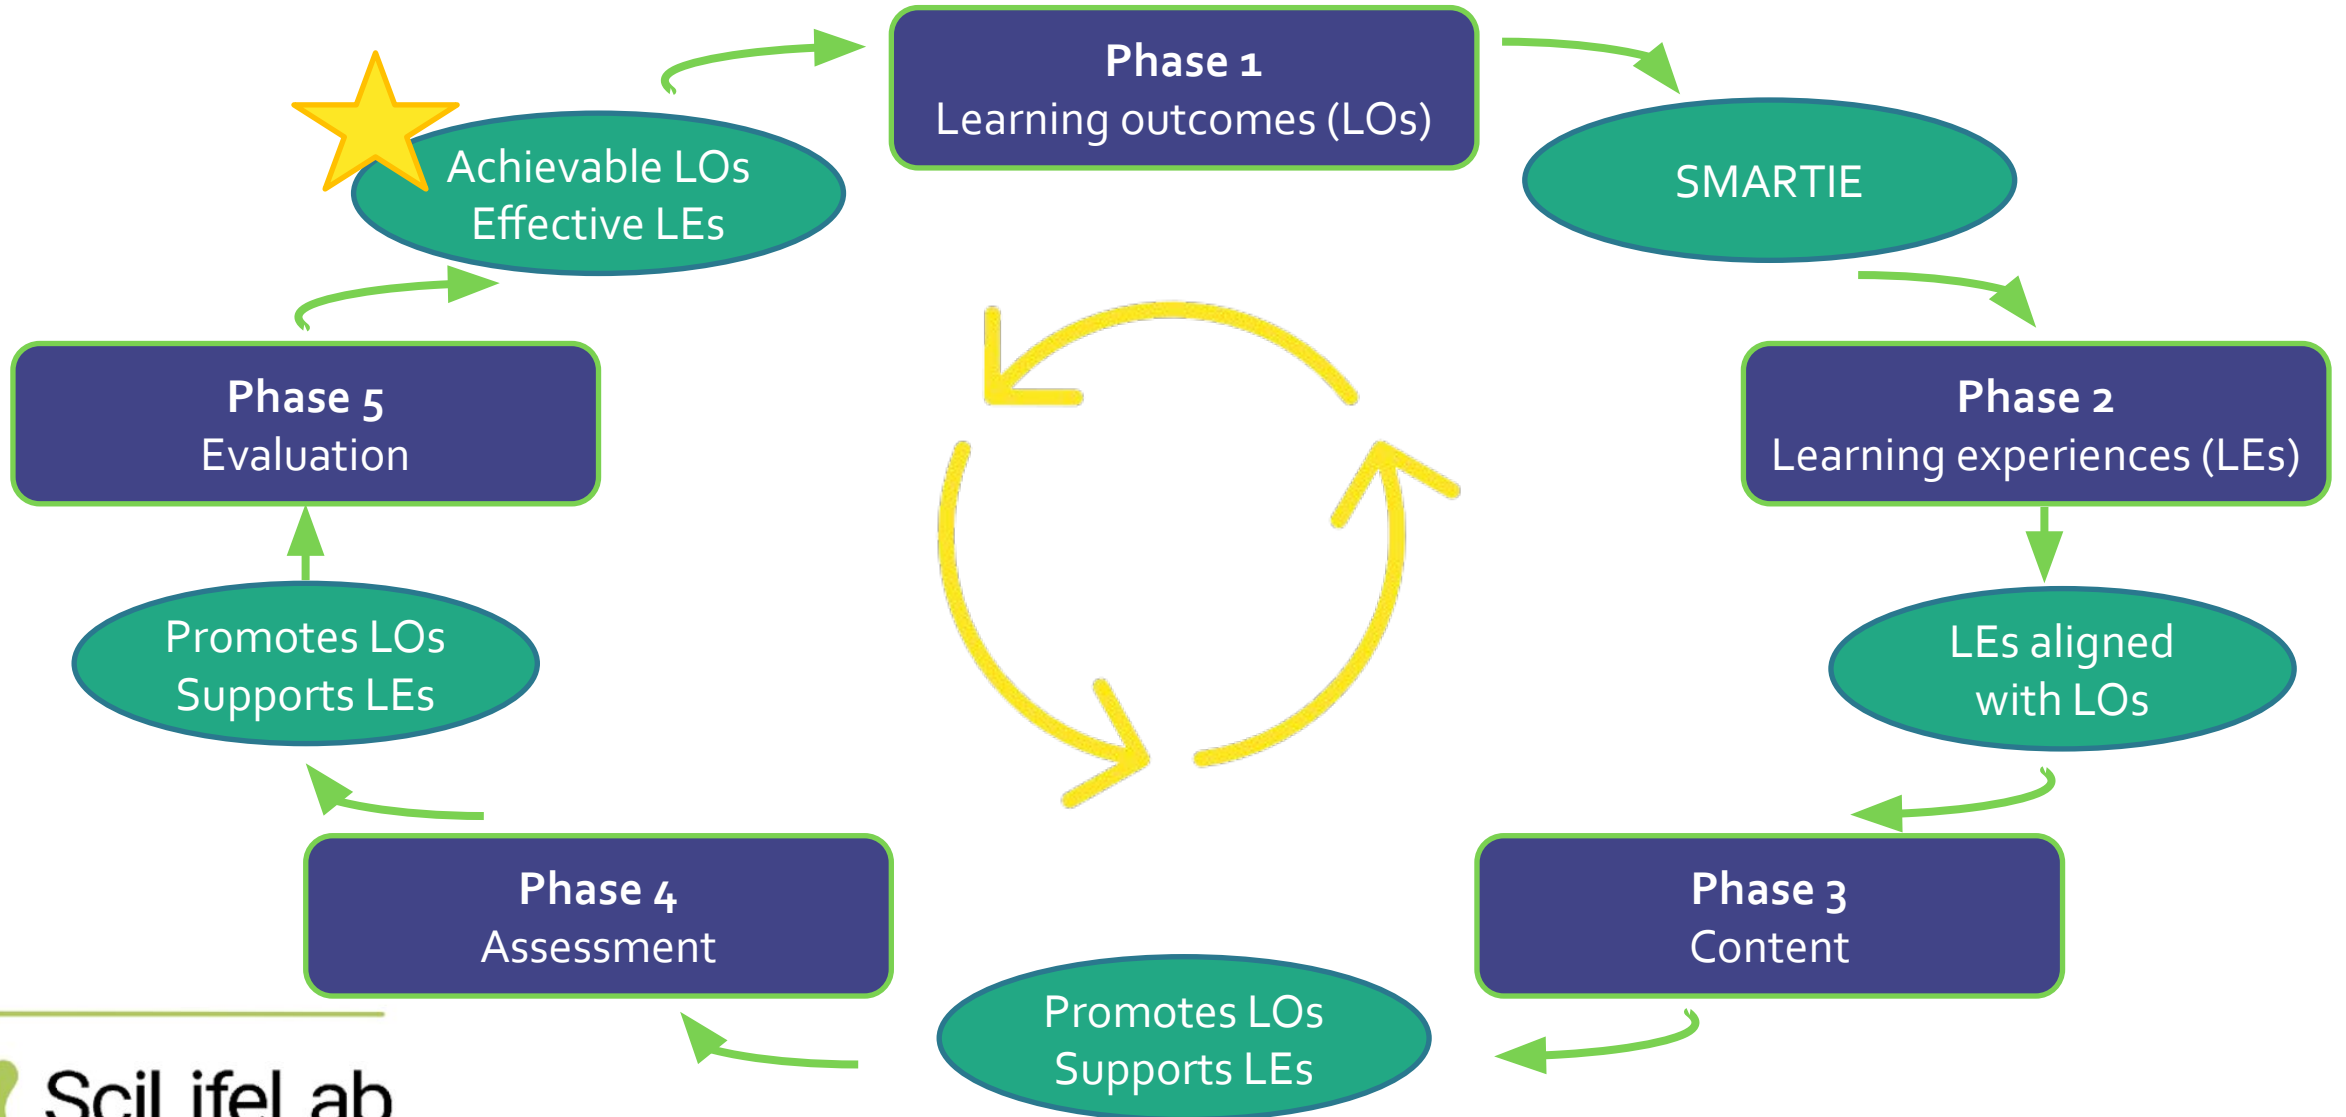 Phase 1
Learning outcomes (LOs)
SMARTIE
Phase 2
Learning experiences (LEs)
LEs aligned
with LOs
Phase 3
Content
Promotes LOs
Supports LEs
Phase 4
Assessment
Promotes LOs
Supports LEs
Phase 5
Evaluation
Achievable LOs
Effective LEs
SciLifeLab